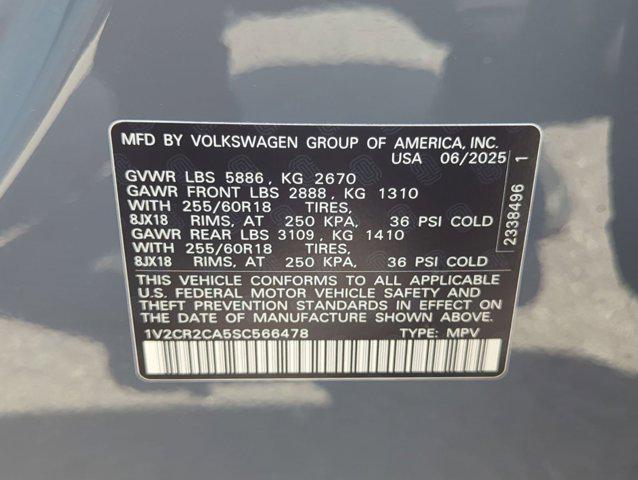 MFD BY VOLKSWAGEN GROUP OF AMERICA, INC.
USA 06/2025
GVWR LBS 5886, KG 2670
GAWR FRONT LBS 2888, KG 1310
WITH 255/60R18 TIRES,
8JX18 RIMS, AT 250 KPA, 36 PSI COLD
GAWR REAR LBS 3109, KG 1410
WITH 255/60R18 TIRES,
8JX18 RIMS, AT 250 KPA, 36 PSI COLD
THIS VEHICLE CONFORMS TO ALL APPLICABLE
U.S. FEDERAL MOTOR VEHICLE SAFETY AND
THEFT PREVENTION STANDARDS IN EFFECT ON
THE DATE OF MANUFACTURE SHOWN ABOVE.
1V2CR2CA5SC566478 TYPE: MPV
2338496 1